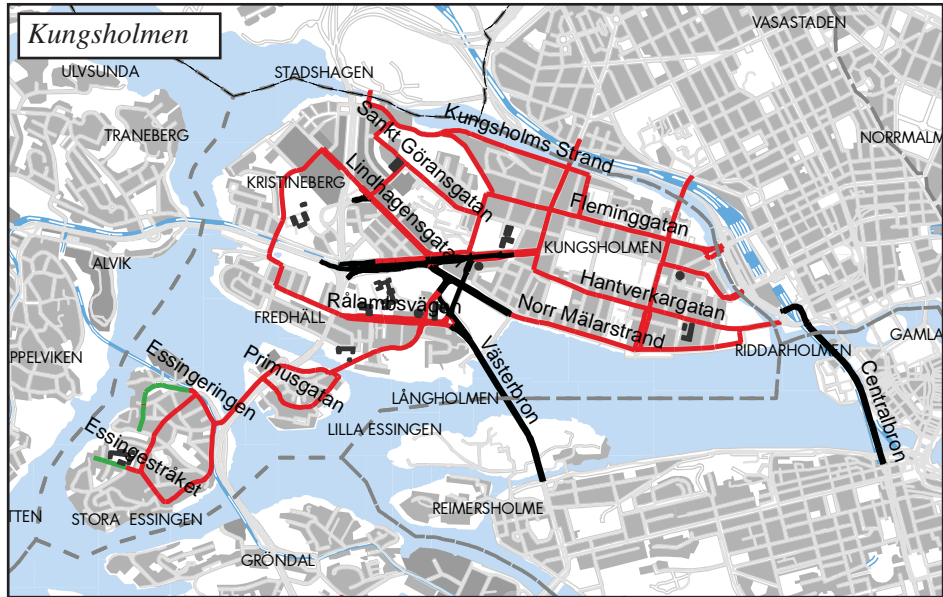 Kungsholmen
VASASTADEN
ULVSUNDA
STADSHAGEN
TRANEBERG
Kungsholms Strand
Sankt Göransgatan
NORRMALM
KRISTINEBERG
Lindhagensgatan
Fleminggatan
KUNGSHOLMEN
ALVIK
Hantverkargatan
Rålambsvägen
FREDHÄLL
Norr Mälarstrand
GAMLA
PPELVIKEN
Essingeringen
Primusgatan
Västerbron
RIDDARHOLMEN
Centralbron
LÅNGHOLMEN
LILLA ESSINGEN
Essingestråket
REIMERSHOLME
TTEN
STORA ESSINGEN
GRÖNDAL